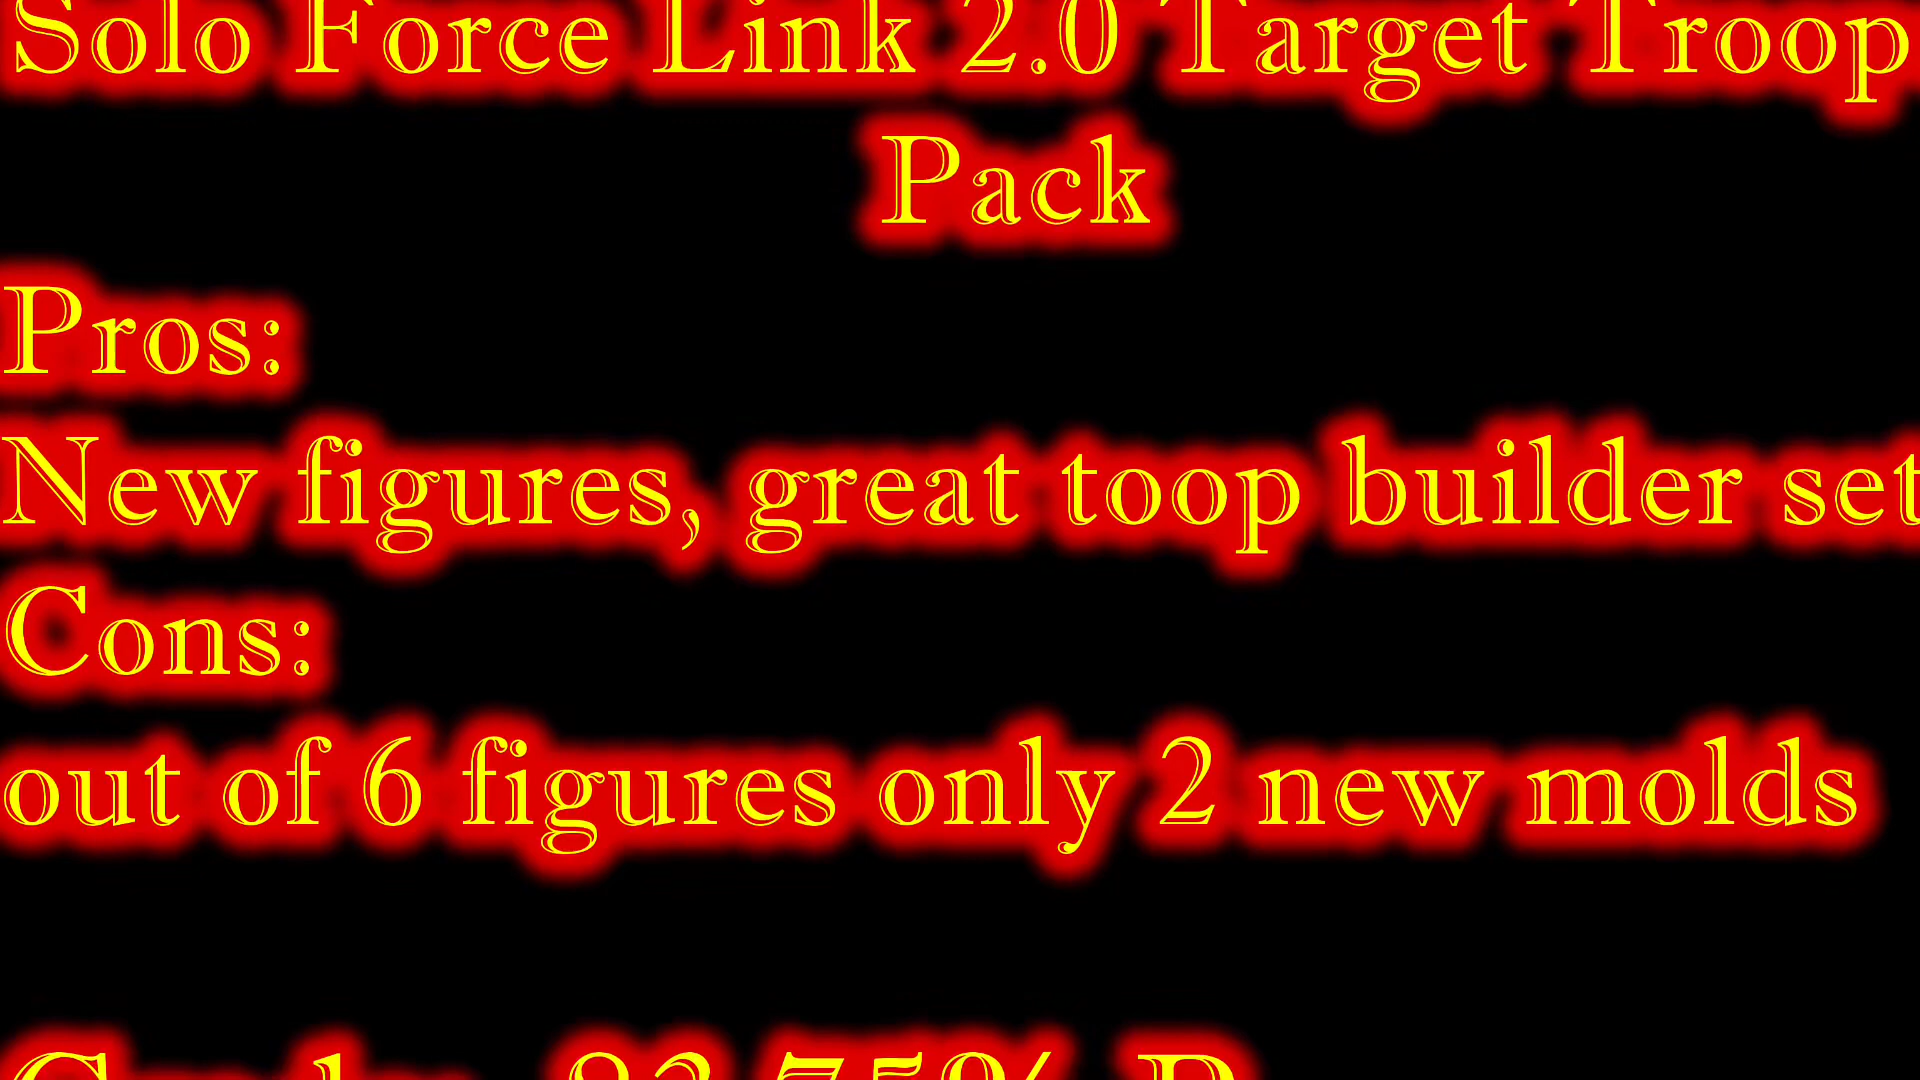 Solo Force Link 2.0 Target Troop
Pack
Pros:
New figures, great toop builder set
Cons:
out of 6 figures only 2 new molds